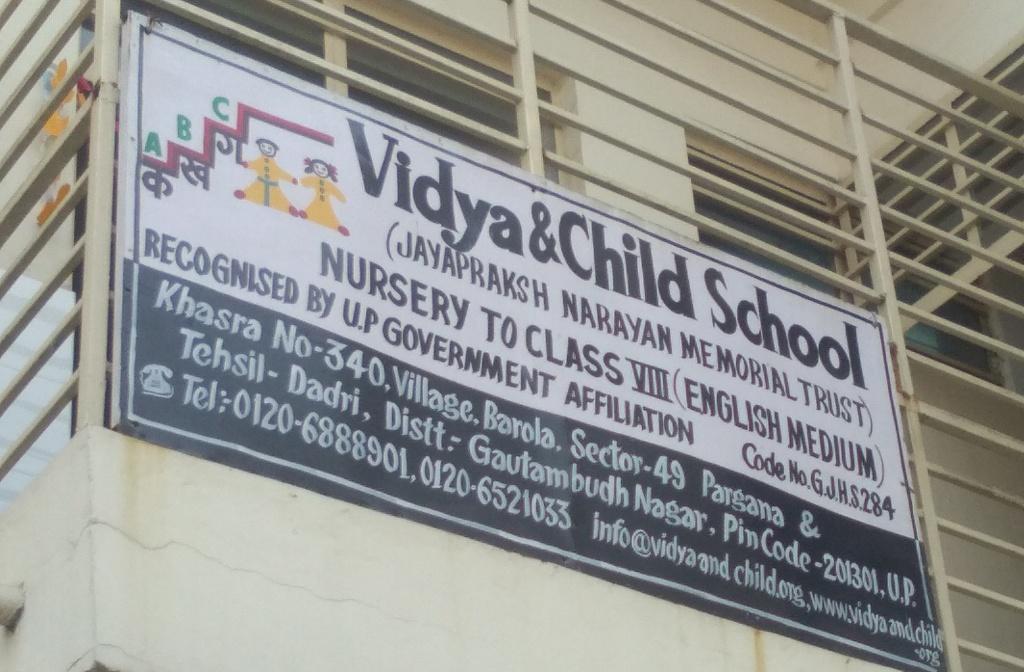 A B C
क ख ग
Vidya & Child School
(JAYAPRAKSH NARAYAN MEMORIAL TRUST)
NURSERY TO CLASS VIII (ENGLISH MEDIUM)
RECOGNISED BY U.P GOVERNMENT AFFILIATION Code No. G.J.H.S.284
Khasra No-340, Village, Barola, Sector-49 Pargana &
Tehsil- Dadri, Distt:- Gautambudh Nagar, Pin Code -201301, U.P.
Tel:-0120-6888901, 0120-6521033 info@vidyaandchild.org, www.vidyaandchild
.org